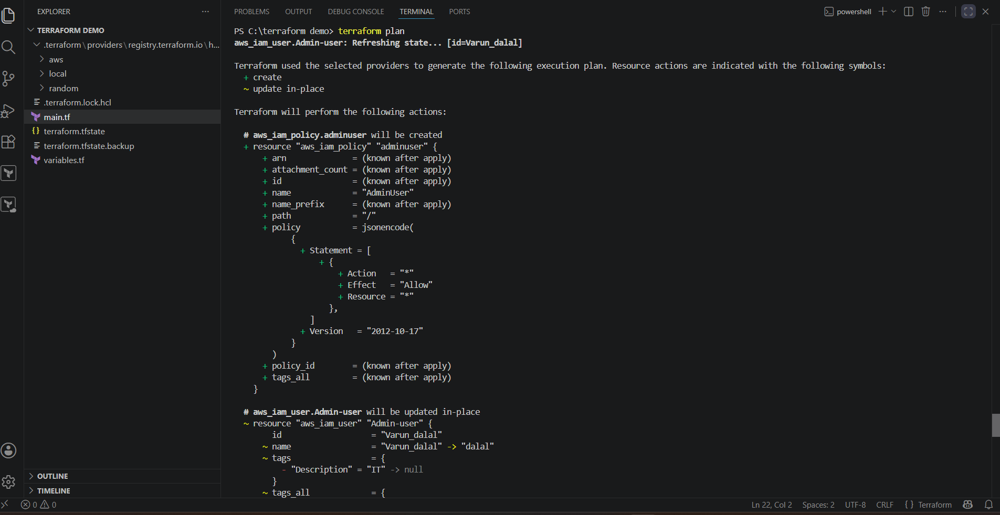 EXPLORER
TERRAFORM DEMO
.terraform\providers\registry.terraform.io\h...
aws
local
random
.terraform.lock.hcl
main.tf
terraform.tfstate
terraform.tfstate.backup
variables.tf
OUTLINE
TIMELINE
PROBLEMS OUTPUT DEBUG CONSOLE TERMINAL PORTS
powershell
PS C:\terraform demo> terraform plan
aws_iam_user.Admin-user: Refreshing state... [id=Varun_dalal]
Terraform used the selected providers to generate the following execution plan. Resource actions are indicated with the following symbols:
+ create
~ update in-place
Terraform will perform the following actions:
# aws_iam_policy.adminuser will be created
+ resource "aws_iam_policy" "adminuser" {
+ arn = (known after apply)
+ attachment_count = (known after apply)
+ id = (known after apply)
+ name = "AdminUser"
+ name_prefix = (known after apply)
+ path = "/"
+ policy = jsonencode(
{
+ Statement = [
+ {
+ Action = "*"
+ Effect = "Allow"
+ Resource = "*"
},
]
+ Version = "2012-10-17"
}
)
+ policy_id = (known after apply)
+ tags_all = (known after apply)
}
# aws_iam_user.Admin-user will be updated in-place
~ resource "aws_iam_user" "Admin-user" {
id = "Varun_dalal"
~ name = "Varun_dalal" -> "dalal"
~ tags = {
- "Description" = "IT" -> null
}
~ tags_all = {
0 0
Ln 22, Col 2 Spaces: 2 UTF-8 CRLF { } Terraform